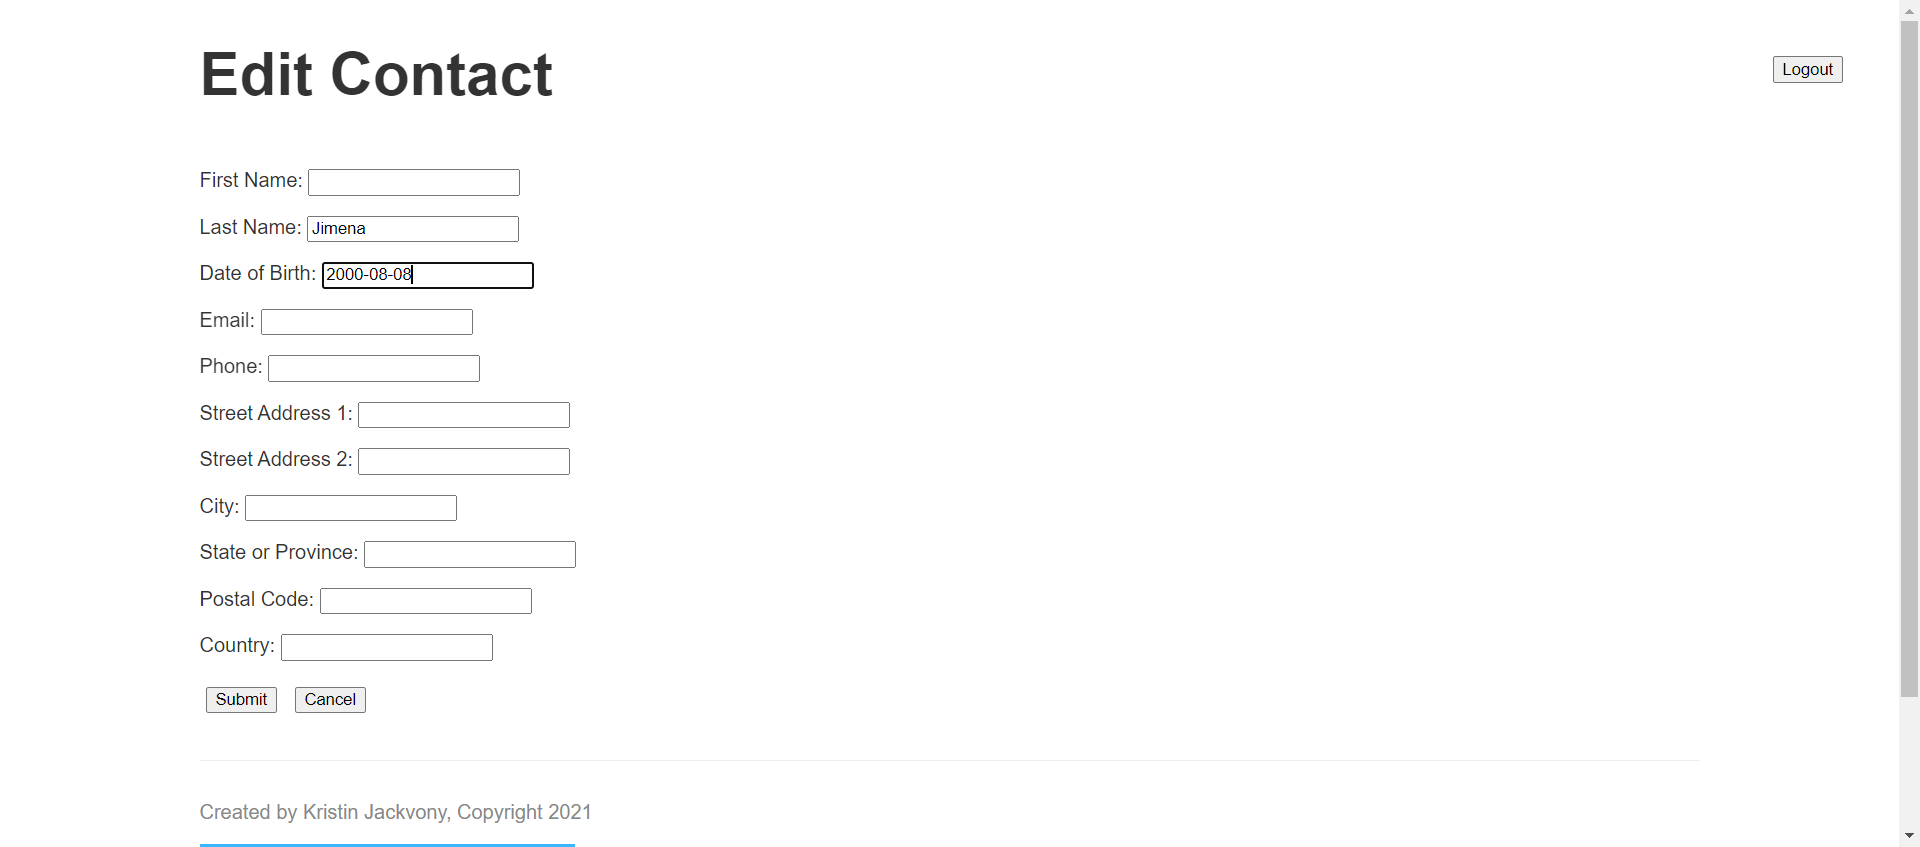 Edit Contact
Logout
First Name:
Last Name: Jimena
Date of Birth: 2000-08-08
Email:
Phone:
Street Address 1:
Street Address 2:
City:
State or Province:
Postal Code:
Country:
Submit Cancel
Created by Kristin Jackvony, Copyright 2021